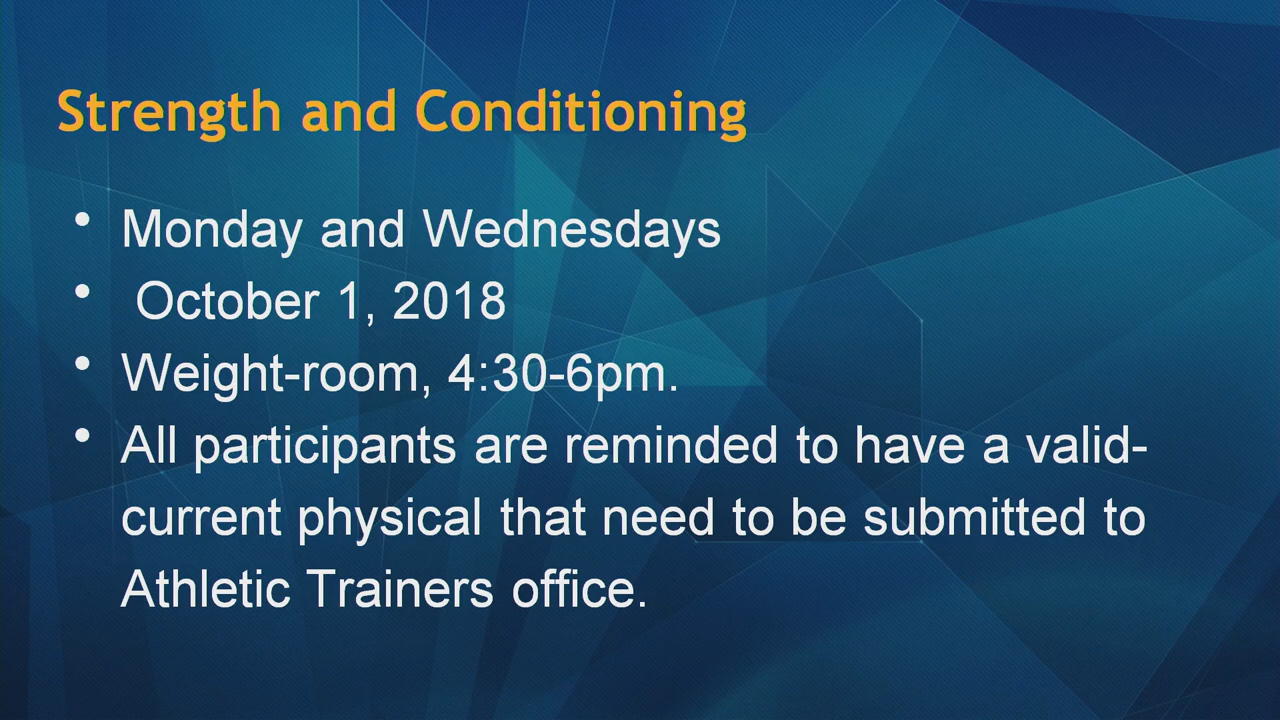 Strength and Conditioning
• Monday and Wednesdays
• October 1, 2018
• Weight-room, 4:30-6pm.
• All participants are reminded to have a valid-
current physical that need to be submitted to
Athletic Trainers office.